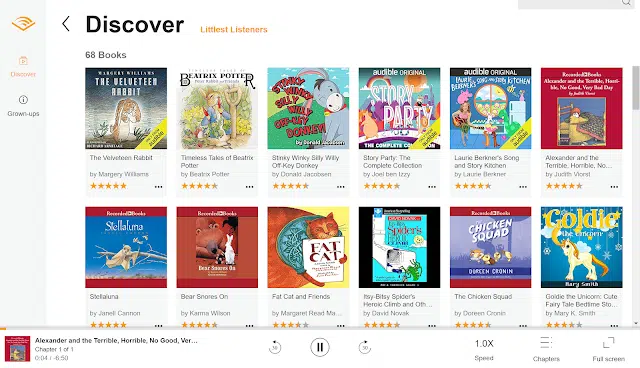 Discover
Littlest Listeners
Discover
Grown-ups
68 Books
MARGERY WILLIAMS
THE VELVETEEN
RABBIT
BEATRIX POTTER
STINKY
WINKY
SILLY
WILLY
OFF-KEY
DONKEY!
by Donald Jacobsen
audible ORIGINAL
STORY
PARTY
THE COMPLETE COLLECTION
audible ORIGINAL
LAURIE
BERKNER'S
SONG AND
STORY KITCHEN
Recorded Books
Alexander and the
Terrible, Horrible,
No Good, Very Bad Day
by Judith Viorst
The Velveteen Rabbit
by Margery Williams
Timeless Tales of Beatrix
Potter
by Beatrix Potter
Stinky Winky Silly Willy
Off-Key Donkey
by Donald Jacobsen
Story Party: The
Complete Collection
by Joel ben Izzy
Laurie Berkner's Song
and Story Kitchen
by Laurie Berkner
Alexander and the
Terrible, Horrible, No...
by Judith Viorst
Recorded Books
Stellaluna
Recorded Books
Bear Snores On
FAT
CAT
Itsy Bitsy
Spider's
CLIMB
Recorded Books
CHICKEN
SQUAD
DOREEN CRONIN
Goldie
the Unicorn
Mary Smith
Stellaluna
by Janell Cannon
Bear Snores On
by Karma Wilson
Fat Cat and Friends
by Margaret Read Ma...
Itsy-Bitsy Spider's
Heroic Climb and Oth...
by David Novak
The Chicken Squad
by Doreen Cronin
Goldie the Unicorn: Cute
Fairy Tale Bedtime Sto...
by Mary K. Smith
Alexander and the Terrible, Horrible, No Good, Ver...
Chapter 1 of 1
0:04 / -6:50
30
30
1.0X
Speed
Chapters
Full screen